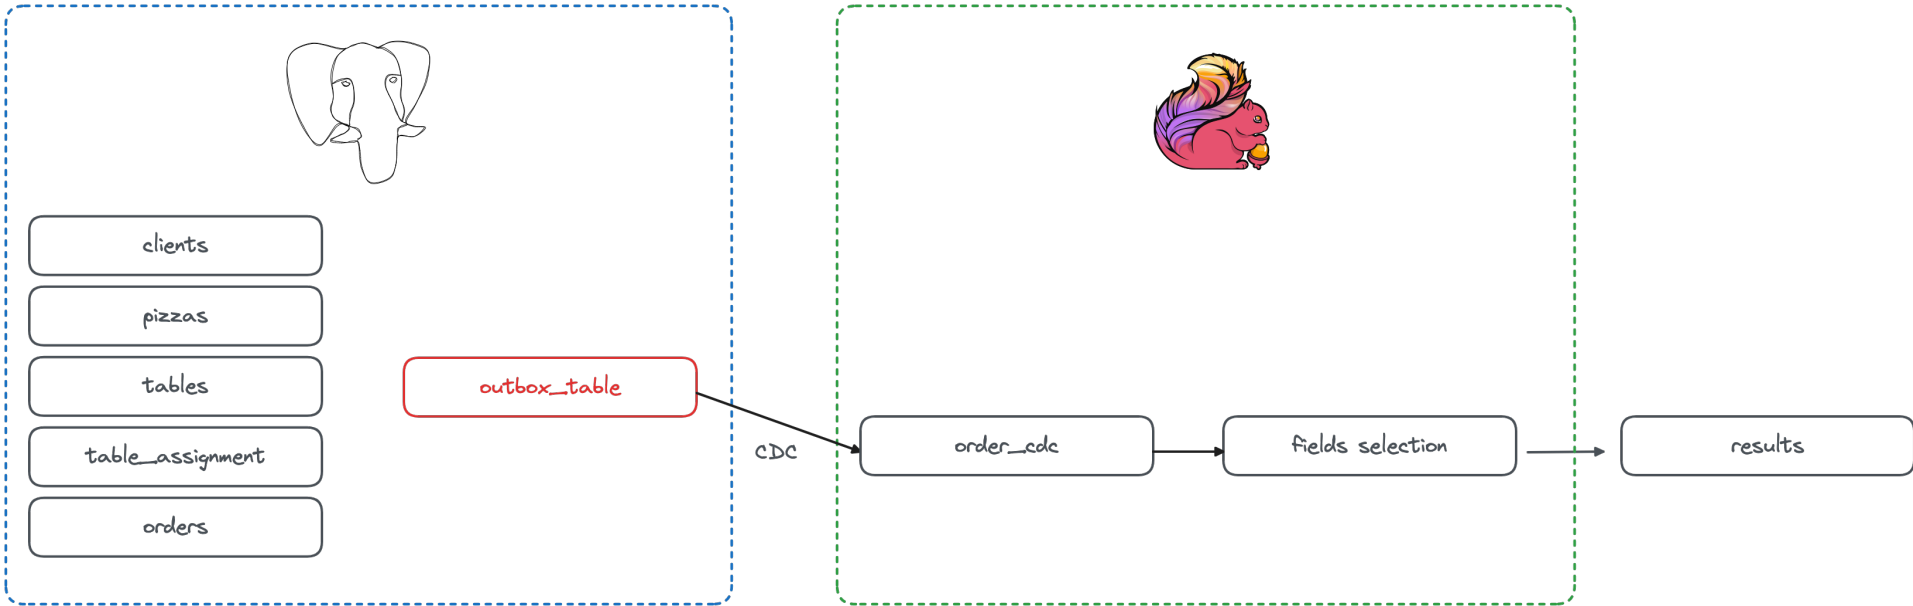 clients
pizzas
tables
table_assignment
orders
outbox_table
CDC
order_cdc
fields selection
results